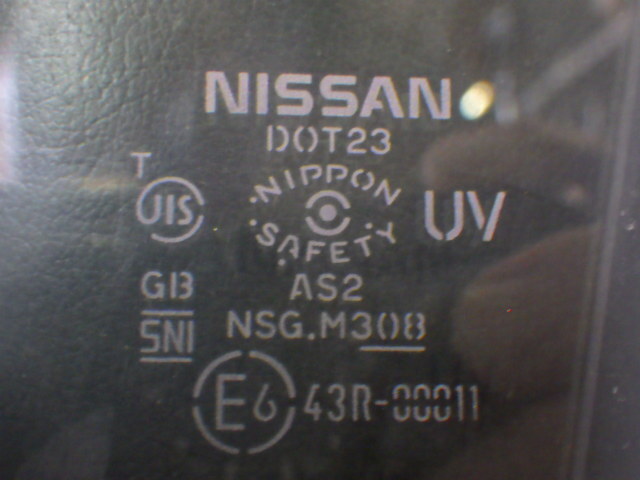 NISSAN
DOT23
T
JIS
NIPPON
SAFETY
UV
GB
AS2
SNI
NSG.M308
E6 43R-00011